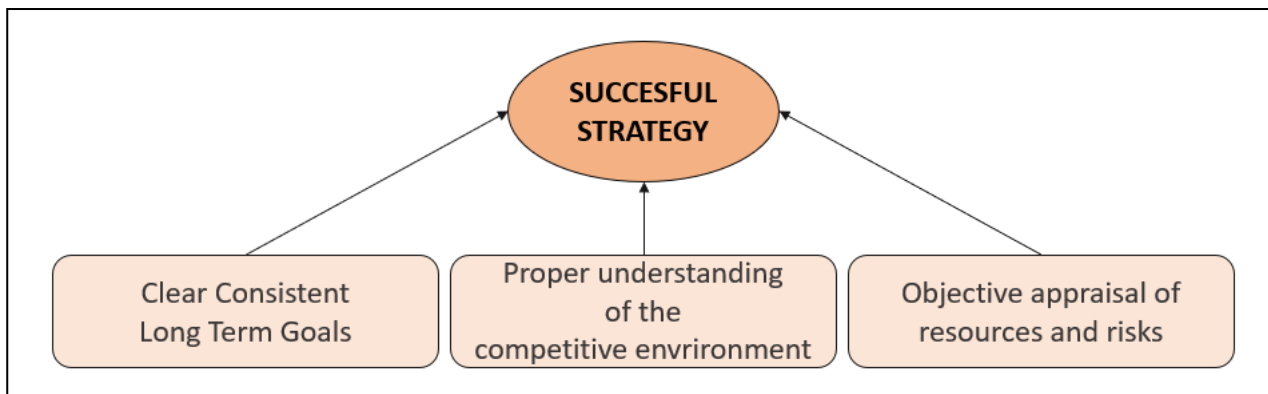 SUCCESFUL
STRATEGY
Clear Consistent
Long Term Goals
Proper understanding
of the
competitive envrironment
Objective appraisal of
resources and risks